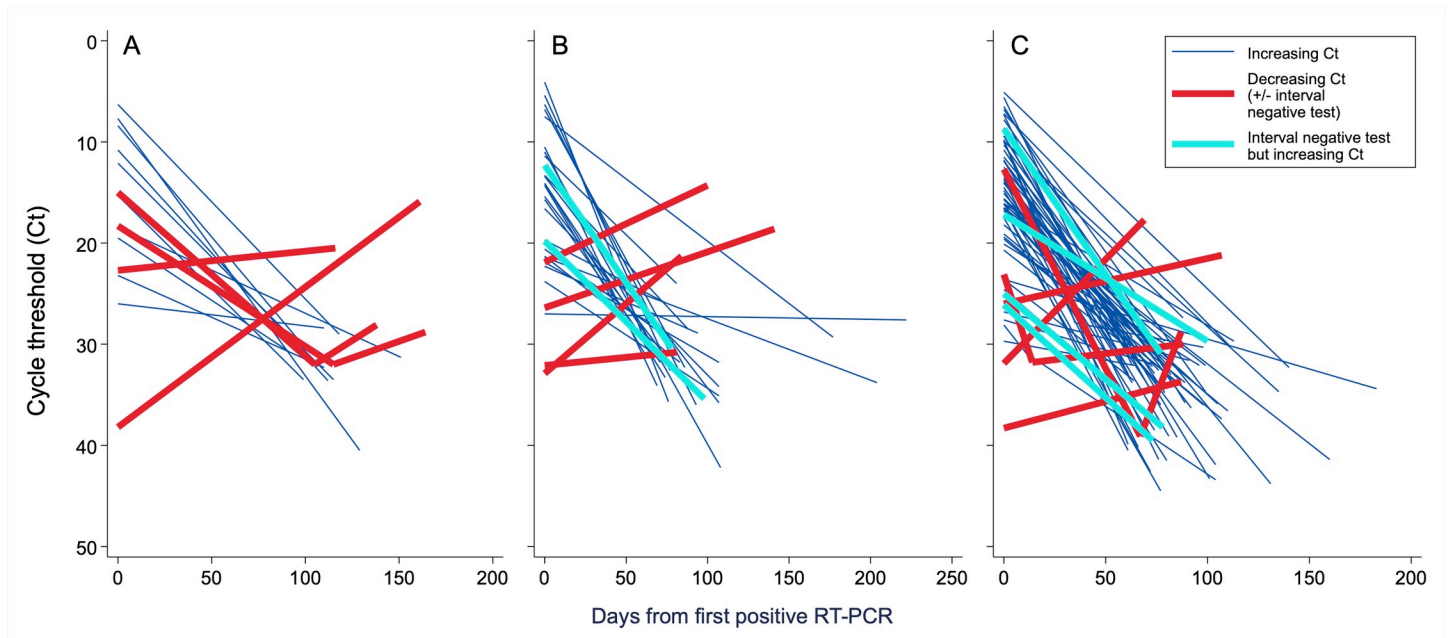 A
B
C
0
10
20
30
40
50
Cycle threshold (Ct)
Increasing Ct
Decreasing Ct
(+/- interval
negative test)
Interval negative test
but increasing Ct
0 50 100 150 200
0 50 100 150 200 250
0 50 100 150 200
Days from first positive RT-PCR